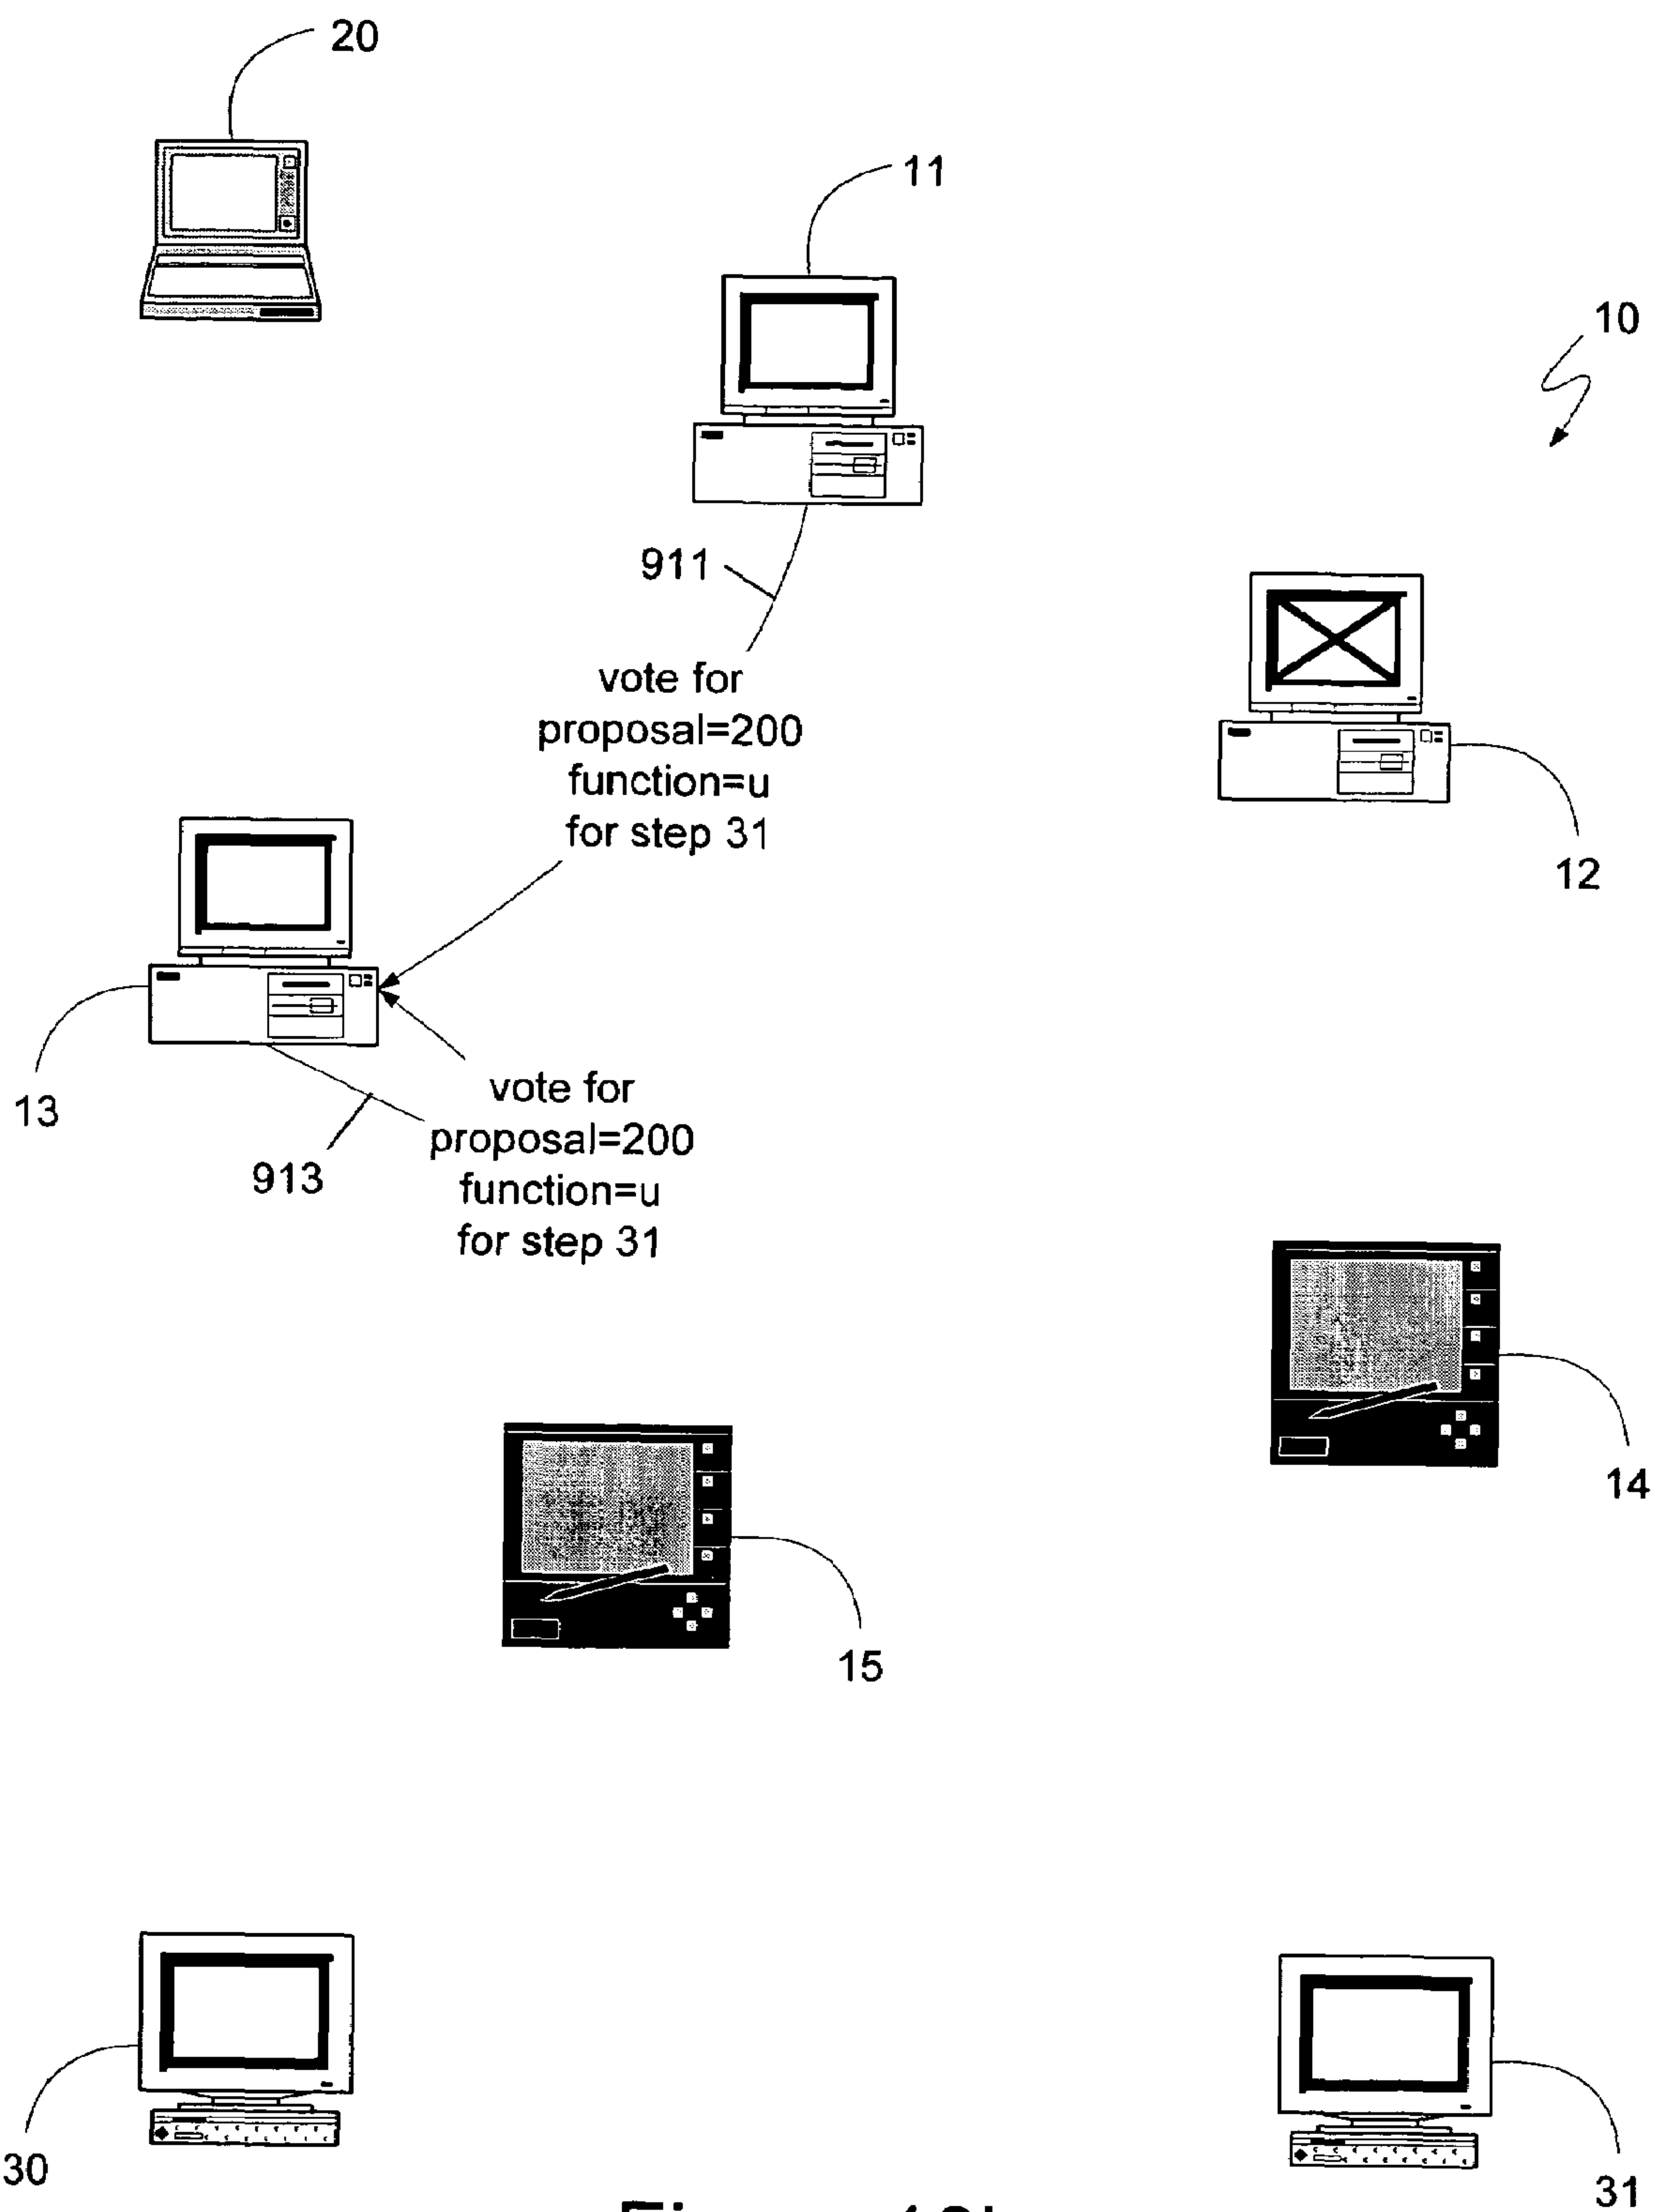 20
11
10
911
vote for
proposal=200
function=u
for step 31
12
13
vote for
proposal=200
function=u
for step 31
913
14
15
30
31